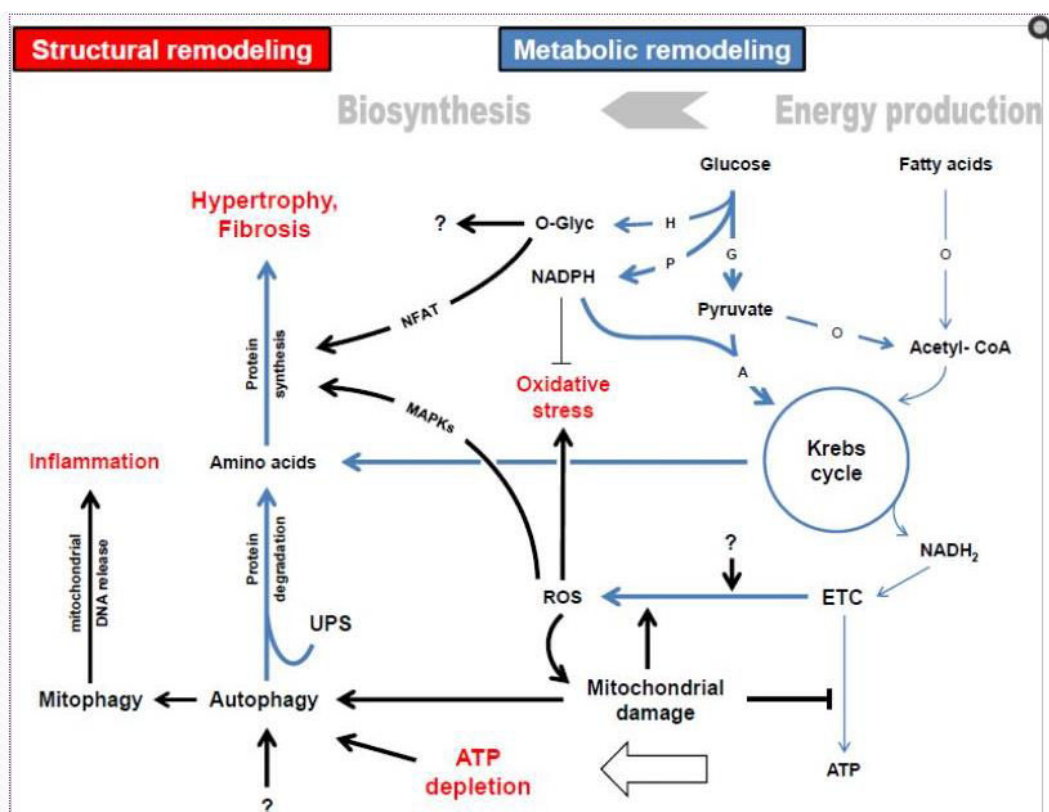 Structural remodeling
Metabolic remodeling
Biosynthesis
Energy production
Glucose
Fatty acids
Hypertrophy,
Fibrosis
?
O-Glyc
H
P
G
O
NADPH
NFAT
Pyruvate
O
Acetyl- CoA
A
Protein
synthesis
Oxidative
stress
MAPKs
Inflammation
Amino acids
Krebs
cycle
mitochondrial
DNA release
Protein
degradation
?
NADH2
ROS
ETC
UPS
Mitophagy
Autophagy
Mitochondrial
damage
ATP
depletion
ATP
?